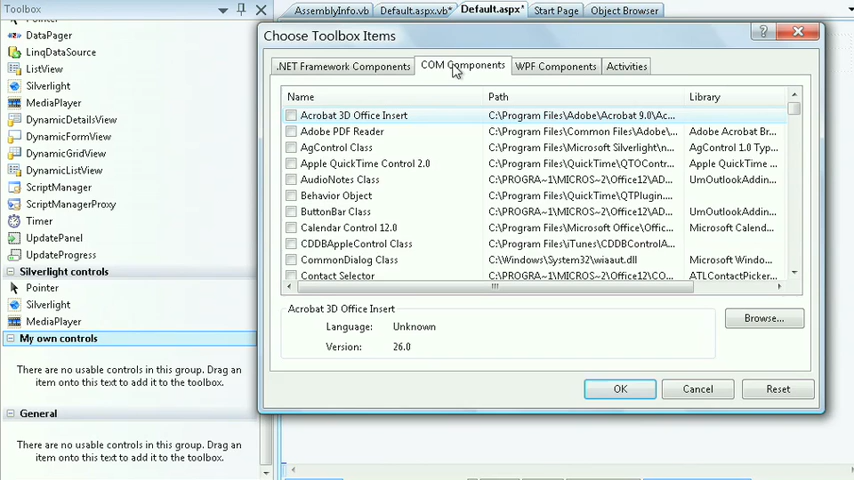 Toolbox
AssemblyInfo.vb
Default.aspx.vb*
Default.aspx*
Start Page
Object Browser
Pointer
DataPager
LinqDataSource
ListView
Silverlight
MediaPlayer
DynamicDetailsView
DynamicFormView
DynamicGridView
DynamicListView
ScriptManager
ScriptManagerProxy
Timer
UpdatePanel
UpdateProgress
Silverlight controls
Pointer
Silverlight
MediaPlayer
My own controls
There are no usable controls in this group. Drag an
item onto this text to add it to the toolbox.
General
There are no usable controls in this group. Drag an
item onto this text to add it to the toolbox.
Choose Toolbox Items
.NET Framework Components
COM Components
WPF Components
Activities
Name Path Library
Acrobat 3D Office Insert C:\Program Files\Adobe\Acrobat 9.0\Ac...
Adobe PDF Reader C:\Program Files\Common Files\Adobe\... Adobe Acrobat Br...
AgControl Class C:\Program Files\Microsoft Silverlight\n... AgControl 1.0 Typ...
Apple QuickTime Control 2.0 C:\Program Files\QuickTime\QTOContr... Apple QuickTime ...
AudioNotes Class C:\PROGRA~1\MICROS~2\Office12\AD... UmOutlookAddin...
Behavior Object C:\Program Files\QuickTime\QTPlugin....
ButtonBar Class C:\PROGRA~1\MICROS~2\Office12\AD... UmOutlookAddin...
Calendar Control 12.0 C:\Program Files\Microsoft Office\Offic... Microsoft Calend...
CDDBAppleControl Class C:\Program Files\iTunes\CDDBControlA...
CommonDialog Class C:\Windows\System32\wiaaut.dll Microsoft Windo...
Contact Selector C:\PROGRA~1\MICROS~2\Office12\CO... ATLContactPicker...
Acrobat 3D Office Insert
Language: Unknown
Version: 26.0
Browse...
OK
Cancel
Reset